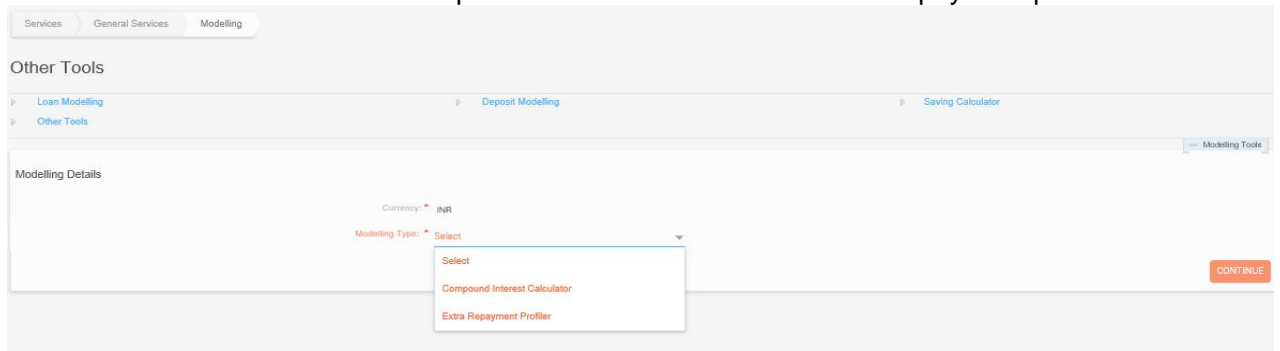 Services General Services Modelling
Other Tools
Loan Modelling Deposit Modelling Saving Calculator
Other Tools
Modelling Tools
Modelling Details
Currency: * INR
Modelling Type: * Select
Select
Compound Interest Calculator
Extra Repayment Profiler
CONTINUE